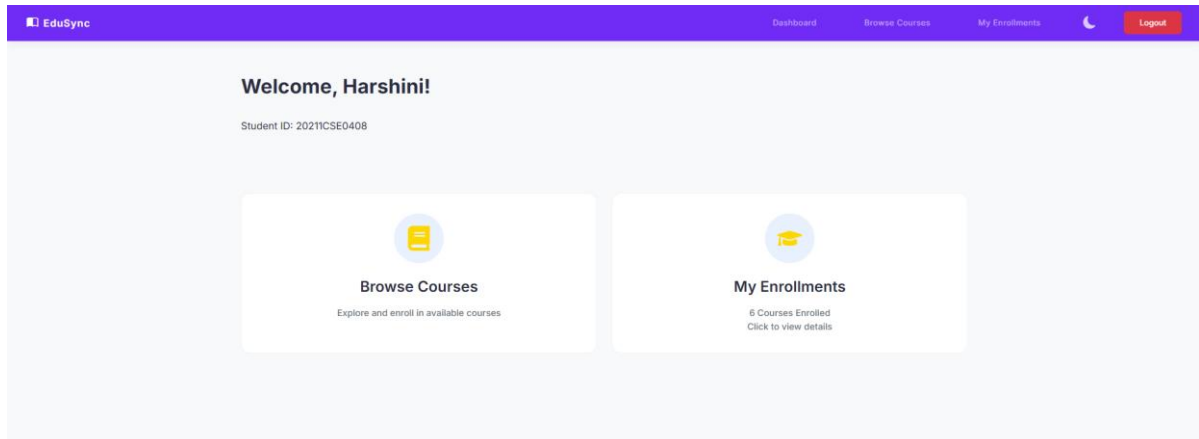 EduSync
Dashboard
Browse Courses
My Enrollments
Logout
Welcome, Harshini!
Student ID: 20211CSE0408
Browse Courses
Explore and enroll in available courses
My Enrollments
6 Courses Enrolled
Click to view details